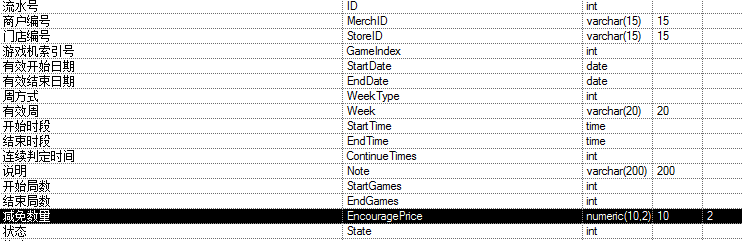 流水号 ID int
商户编号 MerchID varchar(15) 15
门店编号 StoreID varchar(15) 15
游戏机索引号 GameIndex int
有效开始日期 StartDate date
有效结束日期 EndDate date
周方式 WeekType int
有效周 Week varchar(20) 20
开始时段 StartTime time
结束时段 EndTime time
连续判定时间 ContinueTimes int
说明 Note varchar(200) 200
开始局数 StartGames int
结束局数 EndGames int
减免数量 EncouragePrice numeric(10,2) 10 2
状态 State int